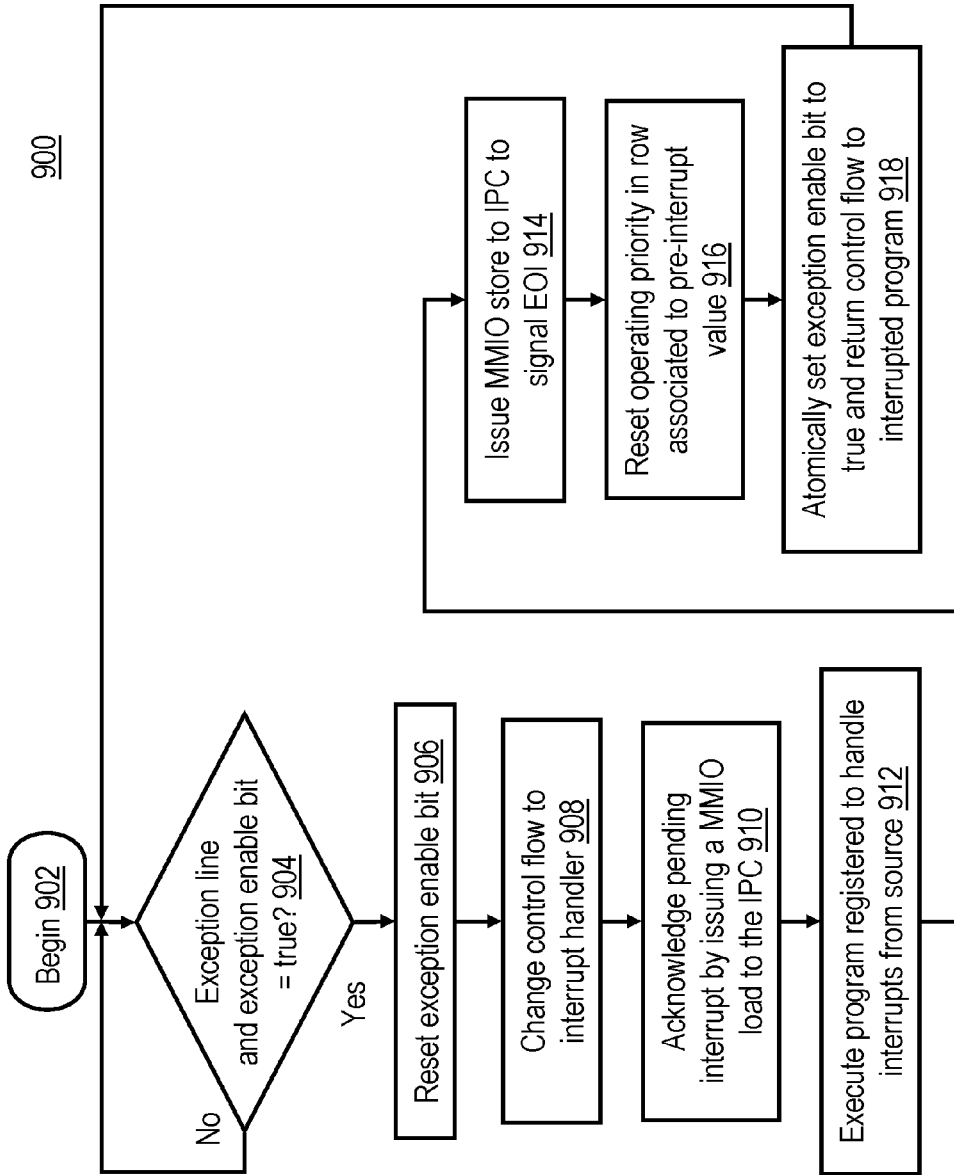 900
Begin 902
Exception line
and exception enable bit
= true? 904
No
Yes
Reset exception enable bit 906
Change control flow to
interrupt handler 908
Acknowledge pending
interrupt by issuing a MMIO
load to the IPC 910
Execute program registered to handle
interrupts from source 912
Issue MMIO store to IPC to
signal EOI 914
Reset operating priority in row
associated to pre-interrupt
value 916
Atomically set exception enable bit to
true and return control flow to
interrupted program 918